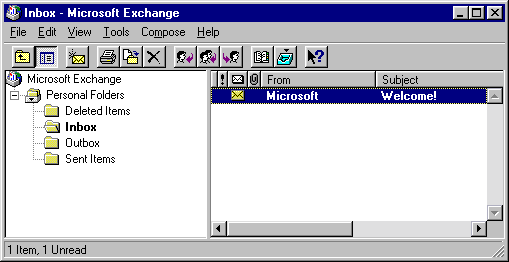 Inbox - Microsoft Exchange
File Edit View Tools Compose Help
Microsoft Exchange
Personal Folders
Deleted Items
Inbox
Outbox
Sent Items
! From Subject
Microsoft Welcome!
1 Item, 1 Unread